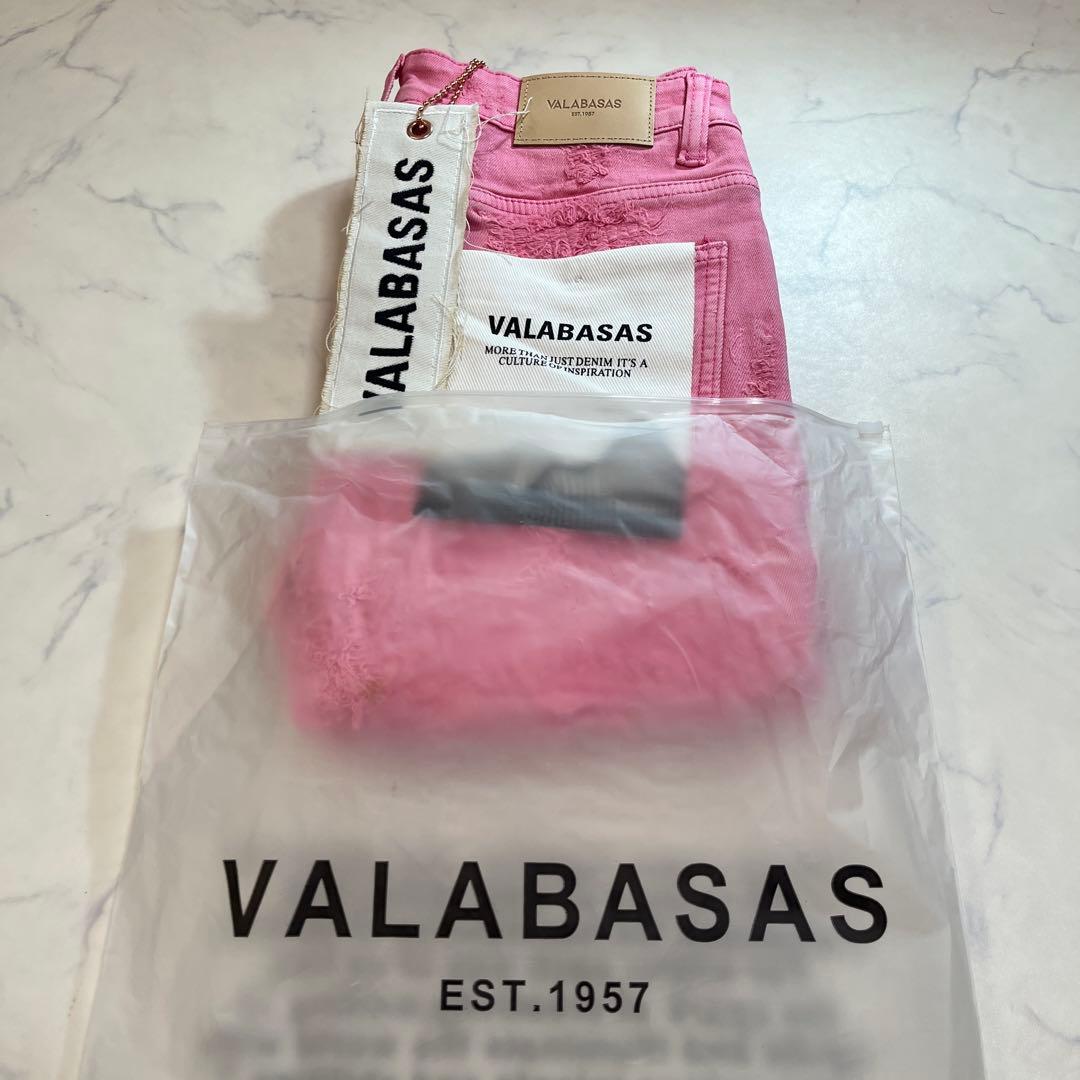 VALABASAS
EST.1957
VALABASAS
VALABASAS
MORE THAN JUST DENIM IT'S A
CULTURE OF INSPIRATION
VALABASAS
EST.1957